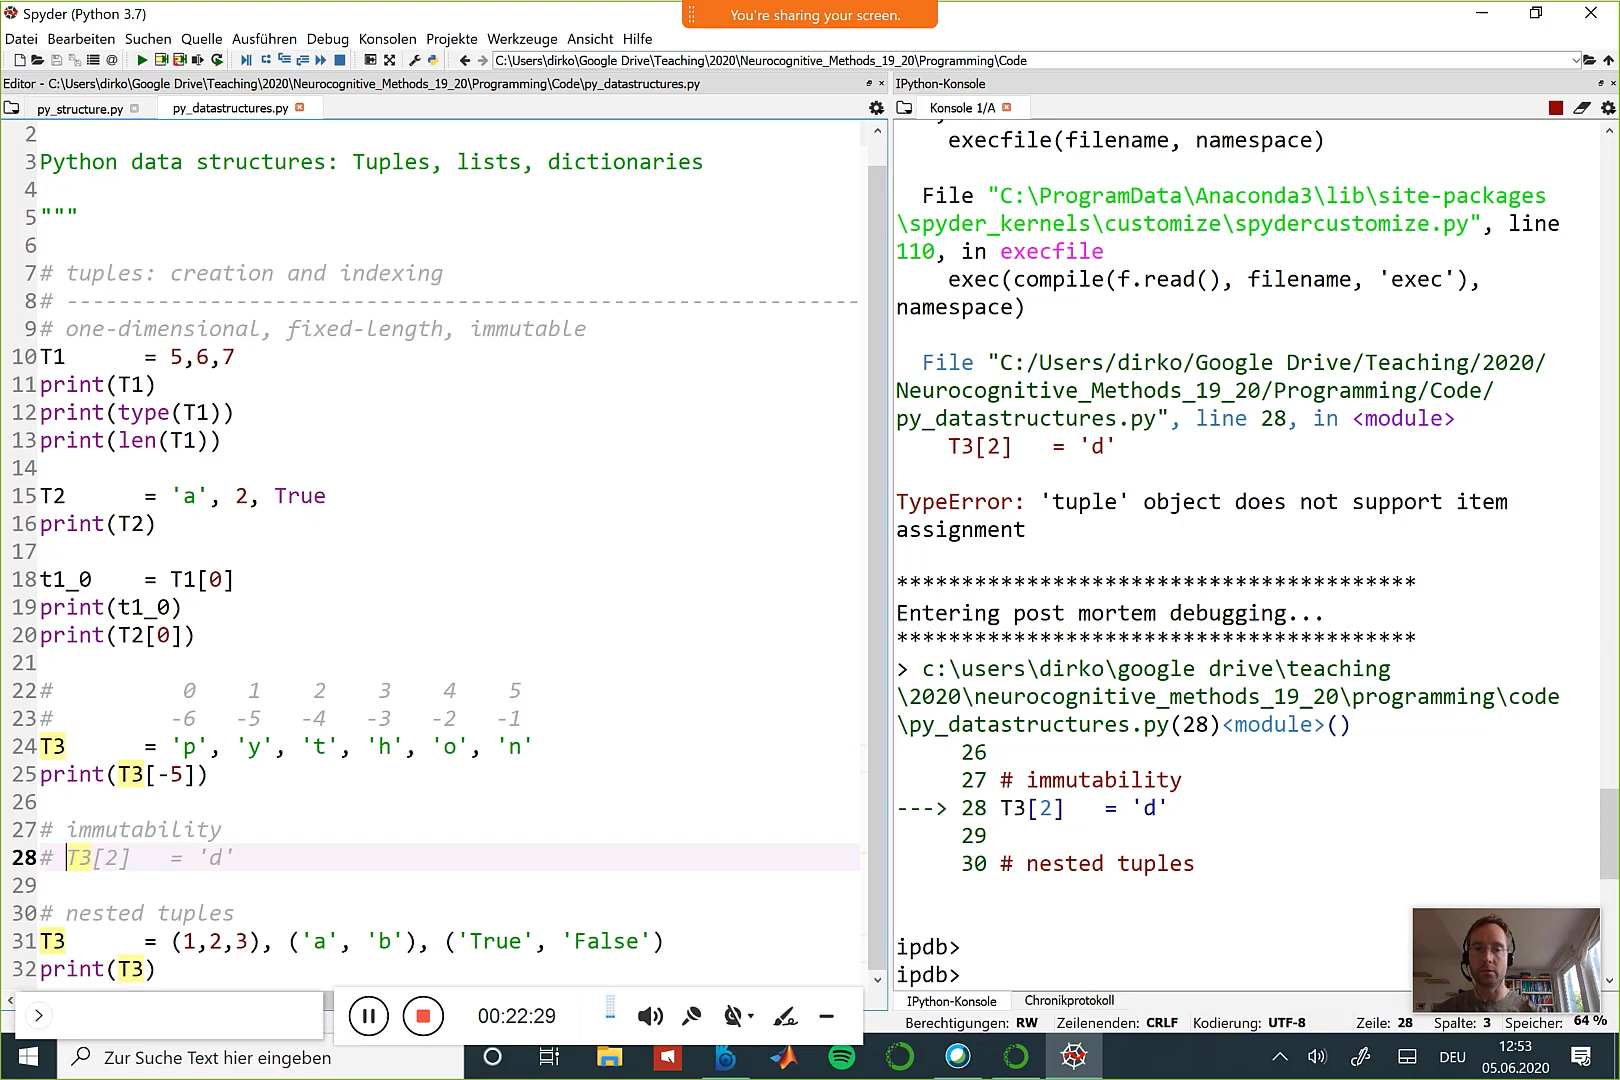 Spyder (Python 3.7)
You're sharing your screen.
Datei Bearbeiten Suchen Quelle Ausführen Debug Konsolen Projekte Werkzeuge Ansicht Hilfe
C:\Users\dirko\Google Drive\Teaching\2020\Neurocognitive_Methods_19_20\Programming\Code
Editor - C:\Users\dirko\Google Drive\Teaching\2020\Neurocognitive_Methods_19_20\Programming\Code\py_datastructures.py
py_structure.py
py_datastructures.py
2
3 Python data structures: Tuples, lists, dictionaries
4
5 """
6
7 # tuples: creation and indexing
8 # -------------------------------------------------------------
9 # one-dimensional, fixed-length, immutable
10 T1      = 5,6,7
11 print(T1)
12 print(type(T1))
13 print(len(T1))
14
15 T2      = 'a', 2, True
16 print(T2)
17
18 t1_0    = T1[0]
19 print(t1_0)
20 print(T2[0])
21
22 #          0    1    2    3    4    5
23 #         -6   -5   -4   -3   -2   -1
24 T3      = 'p', 'y', 't', 'h', 'o', 'n'
25 print(T3[-5])
26
27 # immutability
28 # T3[2]   = 'd'
29
30 # nested tuples
31 T3      = (1,2,3), ('a', 'b'), ('True', 'False')
32 print(T3)
IPython-Konsole
Konsole 1/A
execfile(filename, namespace)
File "C:\ProgramData\Anaconda3\lib\site-packages
\spyder_kernels\customize\spydercustomize.py", line
110, in execfile
exec(compile(f.read(), filename, 'exec'),
namespace)
File "C:/Users/dirko/Google Drive/Teaching/2020/
Neurocognitive_Methods_19_20/Programming/Code/
py_datastructures.py", line 28, in <module>
T3[2]   = 'd'
TypeError: 'tuple' object does not support item
assignment
****************************************
Entering post mortem debugging...
****************************************
> c:\users\dirko\google drive\teaching
\2020\neurocognitive_methods_19_20\programming\code
\py_datastructures.py(28)<module>()
26
27 # immutability
---> 28 T3[2]   = 'd'
29
30 # nested tuples
ipdb>
ipdb>
IPython-Konsole Chronikprotokoll
Berechtigungen: RW Zeilenenden: CRLF Kodierung: UTF-8 Zeile: 28 Spalte: 3 Speicher: 64 %
00:22:29
Zur Suche Text hier eingeben
DEU
12:53
05.06.2020